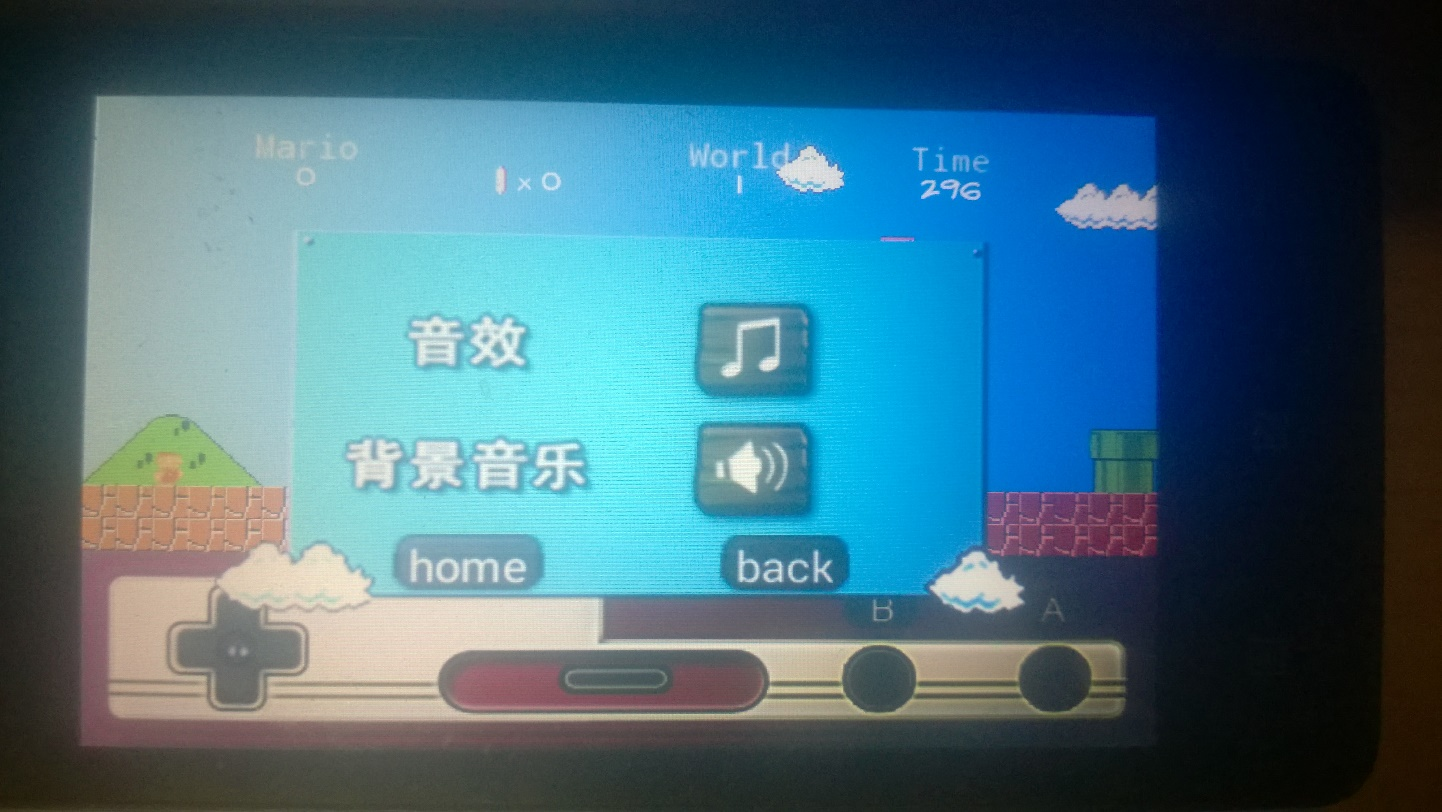 Mario World Time
0 x 0 1 296
音效
背景音乐
home back
B A